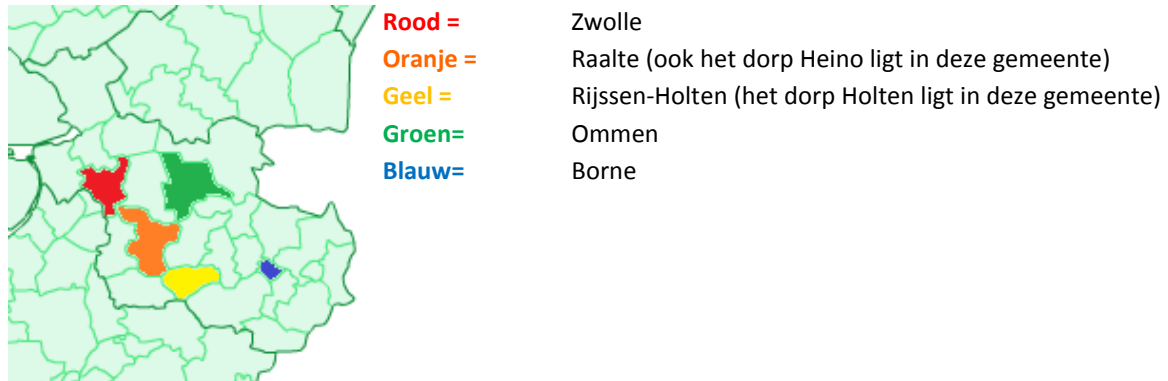 Rood = Zwolle
Oranje = Raalte (ook het dorp Heino ligt in deze gemeente)
Geel = Rijssen-Holten (het dorp Holten ligt in deze gemeente)
Groen= Ommen
Blauw= Borne